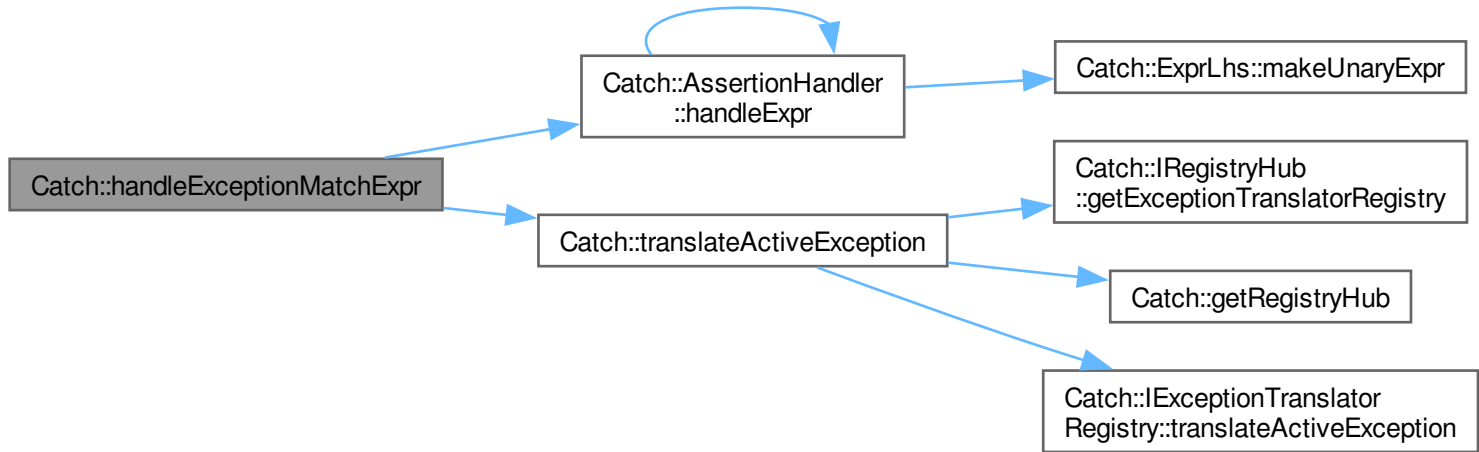 Catch::handleExceptionMatchExpr
Catch::AssertionHandler
::handleExpr
Catch::ExprLhs::makeUnaryExpr
Catch::translateActiveException
Catch::IRegistryHub
::getExceptionTranslatorRegistry
Catch::getRegistryHub
Catch::IExceptionTranslator
Registry::translateActiveException